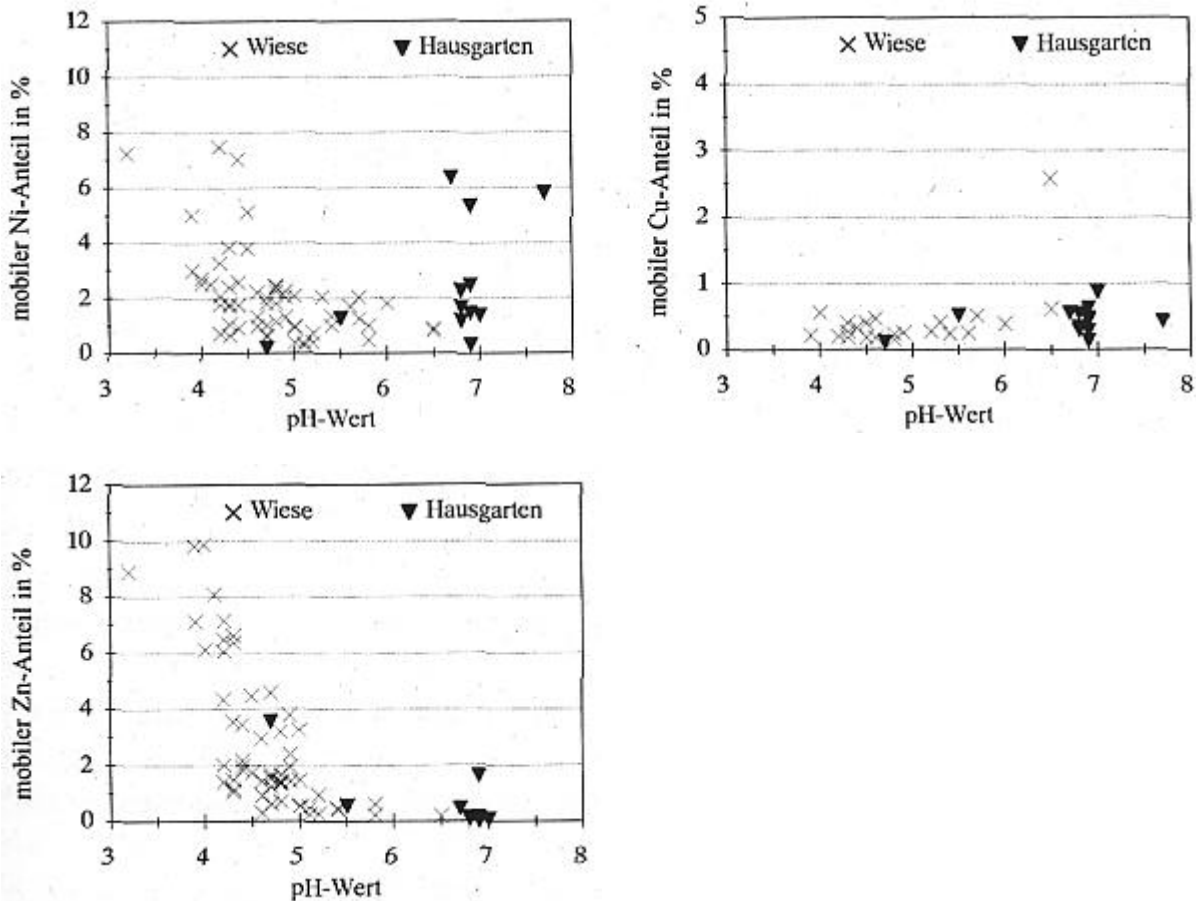 12
10
8
6
4
2
0
mobiler Ni-Anteil in %
Wiese
Hausgarten
3 4 5 6 7 8
pH-Wert
5
4
3
2
1
0
mobiler Cu-Anteil in %
Wiese
Hausgarten
3 4 5 6 7 8
pH-Wert
12
10
8
6
4
2
0
mobiler Zn-Anteil in %
Wiese
Hausgarten
3 4 5 6 7 8
pH-Wert